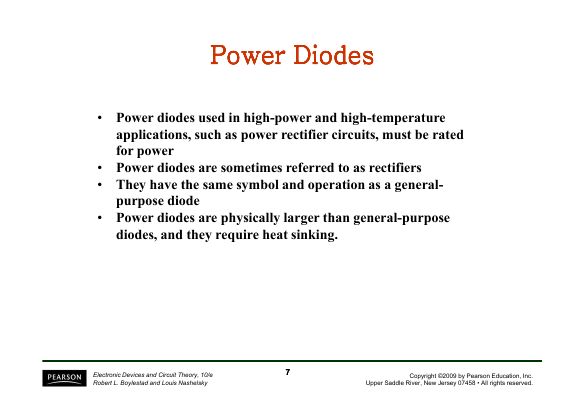 Power Diodes
• Power diodes used in high-power and high-temperature
applications, such as power rectifier circuits, must be rated
for power
• Power diodes are sometimes referred to as rectifiers
• They have the same symbol and operation as a general-
purpose diode
• Power diodes are physically larger than general-purpose
diodes, and they require heat sinking.
PEARSON
Electronic Devices and Circuit Theory, 10/e
Robert L. Boylestad and Louis Nashelsky
7
Copyright ©2009 by Pearson Education, Inc.
Upper Saddle River, New Jersey 07458 • All rights reserved.